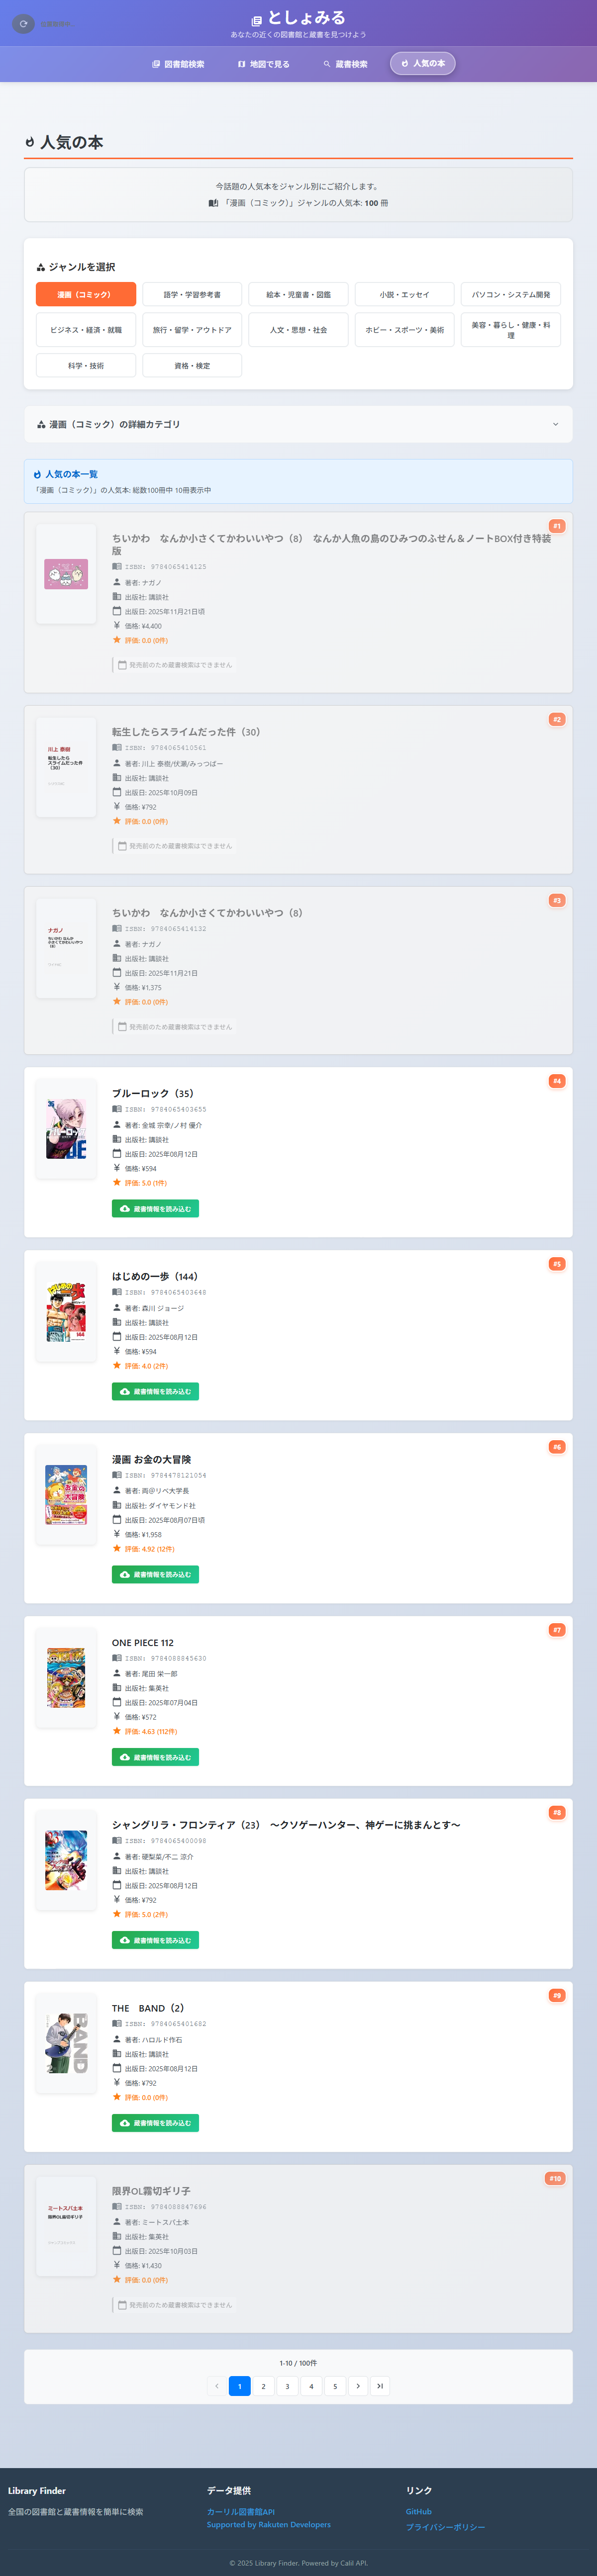 としょみる
あなたの近くの図書館と蔵書を見つけよう
図書館検索
地図で見る
蔵書検索
人気の本
人気の本
今話題の人気本をジャンル別にご紹介します。
「漫画（コミック）」ジャンルの人気本: 100 冊
ジャンルを選択
漫画（コミック）
語学・学習参考書
絵本・児童書・図鑑
小説・エッセイ
パソコン・システム開発
ビジネス・経済・就職
旅行・留学・アウトドア
人文・思想・社会
ホビー・スポーツ・美術
美容・暮らし・健康・料
理
科学・技術
資格・検定
漫画（コミック）の詳細カテゴリ
人気の本一覧
「漫画（コミック）」の人気本: 総数100冊中 10冊表示中
#1
ちいかわ　なんか小さくてかわいいやつ（8）　なんか人魚の島のひみつのふせん＆ノートBOX付き特装
版
ISBN: 9784065414125
著者: ナガノ
出版社: 講談社
出版日: 2025年11月21日頃
価格: ¥4,400
評価: 0.0 (0件)
発売前のため蔵書検索はできません
#2
川上 泰樹
転生したら
スライムだった件
（30）
転生したらスライムだった件（30）
ISBN: 9784065410561
著者: 川上 泰樹/伏瀬/みっつばー
出版社: 講談社
出版日: 2025年10月09日
価格: ¥792
評価: 0.0 (0件)
発売前のため蔵書検索はできません
#3
ナガノ
ちいかわ なんか
小さくてかわいいやつ
（8）
ちいかわ　なんか小さくてかわいいやつ（8）
ISBN: 9784065414132
著者: ナガノ
出版社: 講談社
出版日: 2025年11月21日
価格: ¥1,375
評価: 0.0 (0件)
発売前のため蔵書検索はできません
#4
ブルーロック（35）
ISBN: 9784065403655
著者: 金城 宗幸/ノ村 優介
出版社: 講談社
出版日: 2025年08月12日
価格: ¥594
評価: 5.0 (1件)
蔵書情報を読み込む
#5
はじめの一歩（144）
ISBN: 9784065403648
著者: 森川 ジョージ
出版社: 講談社
出版日: 2025年08月12日
価格: ¥594
評価: 4.0 (2件)
蔵書情報を読み込む
#6
漫画 お金の大冒険
ISBN: 9784478121054
著者: 両＠リベ大学長
出版社: ダイヤモンド社
出版日: 2025年08月07日頃
価格: ¥1,958
評価: 4.92 (12件)
蔵書情報を読み込む
#7
ONE PIECE 112
ISBN: 9784088845630
著者: 尾田 栄一郎
出版社: 集英社
出版日: 2025年07月04日
価格: ¥572
評価: 4.63 (112件)
蔵書情報を読み込む
#8
シャングリラ・フロンティア（23）　～クソゲーハンター、神ゲーに挑まんとす～
ISBN: 9784065400098
著者: 硬梨菜/不二 涼介
出版社: 講談社
出版日: 2025年08月12日
価格: ¥792
評価: 5.0 (2件)
蔵書情報を読み込む
#9
BAND
THE　BAND（2）
ISBN: 9784065401682
著者: ハロルド作石
出版社: 講談社
出版日: 2025年08月12日
価格: ¥792
評価: 0.0 (0件)
蔵書情報を読み込む
#10
ミートスパ土本
限界OL霧切ギリ子
限界OL霧切ギリ子
ISBN: 9784088847696
著者: ミートスパ土本
出版社: 集英社
出版日: 2025年10月03日
価格: ¥1,430
評価: 0.0 (0件)
発売前のため蔵書検索はできません
1-10 / 100件
1 2 3 4 5
Library Finder
全国の図書館と蔵書情報を簡単に検索
データ提供
カーリル図書館API
Supported by Rakuten Developers
リンク
GitHub
プライバシーポリシー
© 2025 Library Finder. Powered by Calil API.